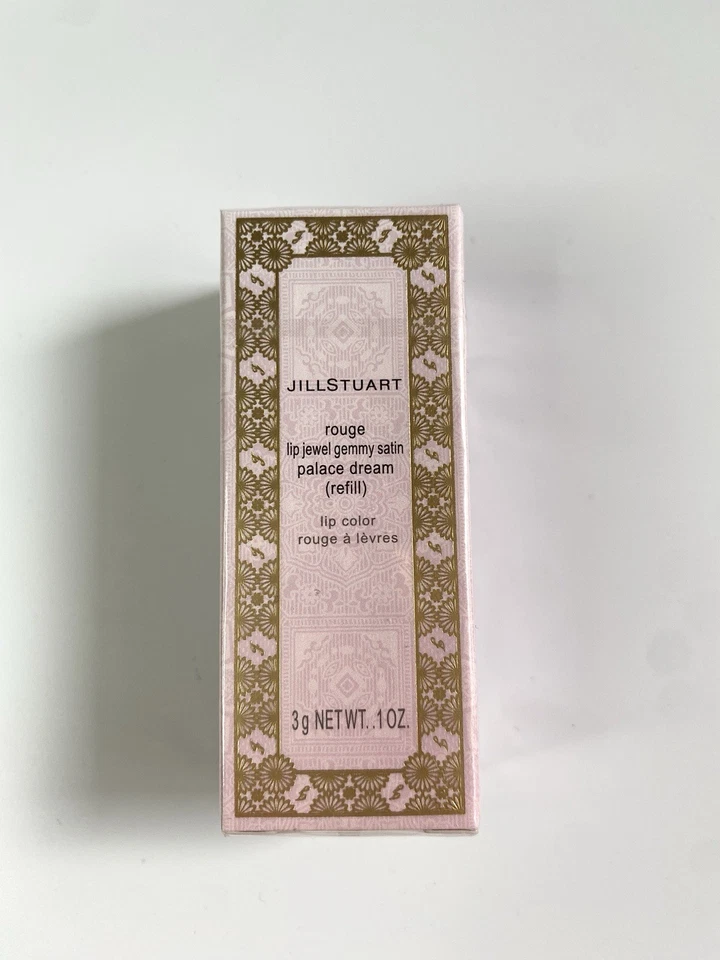 JILLSTUART
rouge
lip jewel gemmy satin
palace dream
(refill)
lip color
rouge à lèvres
3g NET WT. .1 OZ.